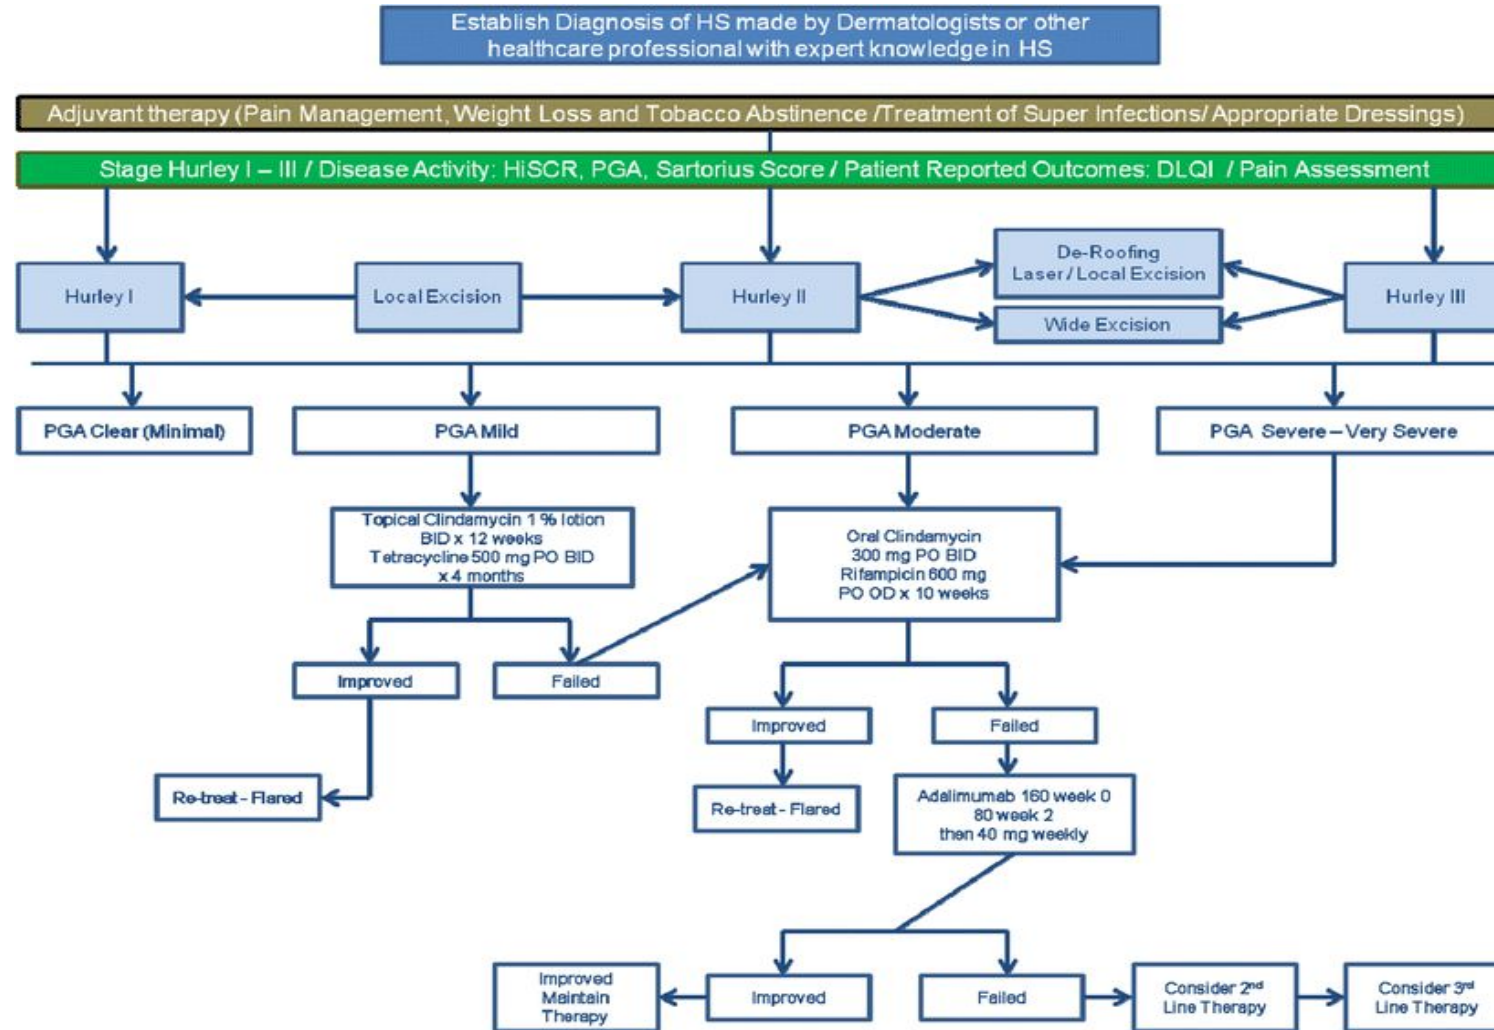 Establish Diagnosis of HS made by Dermatologists or other
healthcare professional with expert knowledge in HS
Adjuvant therapy (Pain Management, Weight Loss and Tobacco Abstinence /Treatment of Super Infections/ Appropriate Dressings)
Stage Hurley I – III / Disease Activity: HiSCR, PGA, Sartorius Score / Patient Reported Outcomes: DLQI / Pain Assessment
Hurley I
Local Excision
Hurley II
De-Roofing
Laser / Local Excision
Wide Excision
Hurley III
PGA Clear (Minimal)
PGA Mild
PGA Moderate
PGA Severe – Very Severe
Topical Clindamycin 1 % lotion
BID x 12 weeks
Tetracycline 500 mg PO BID
x 4 months
Oral Clindamycin
300 mg PO BID
Rifampicin 600 mg
PO OD x 10 weeks
Improved
Failed
Improved
Failed
Re-treat - Flared
Re-treat - Flared
Adalimumab 160 week 0
80 week 2
then 40 mg weekly
Improved
Maintain
Therapy
Improved
Failed
Consider 2nd
Line Therapy
Consider 3rd
Line Therapy